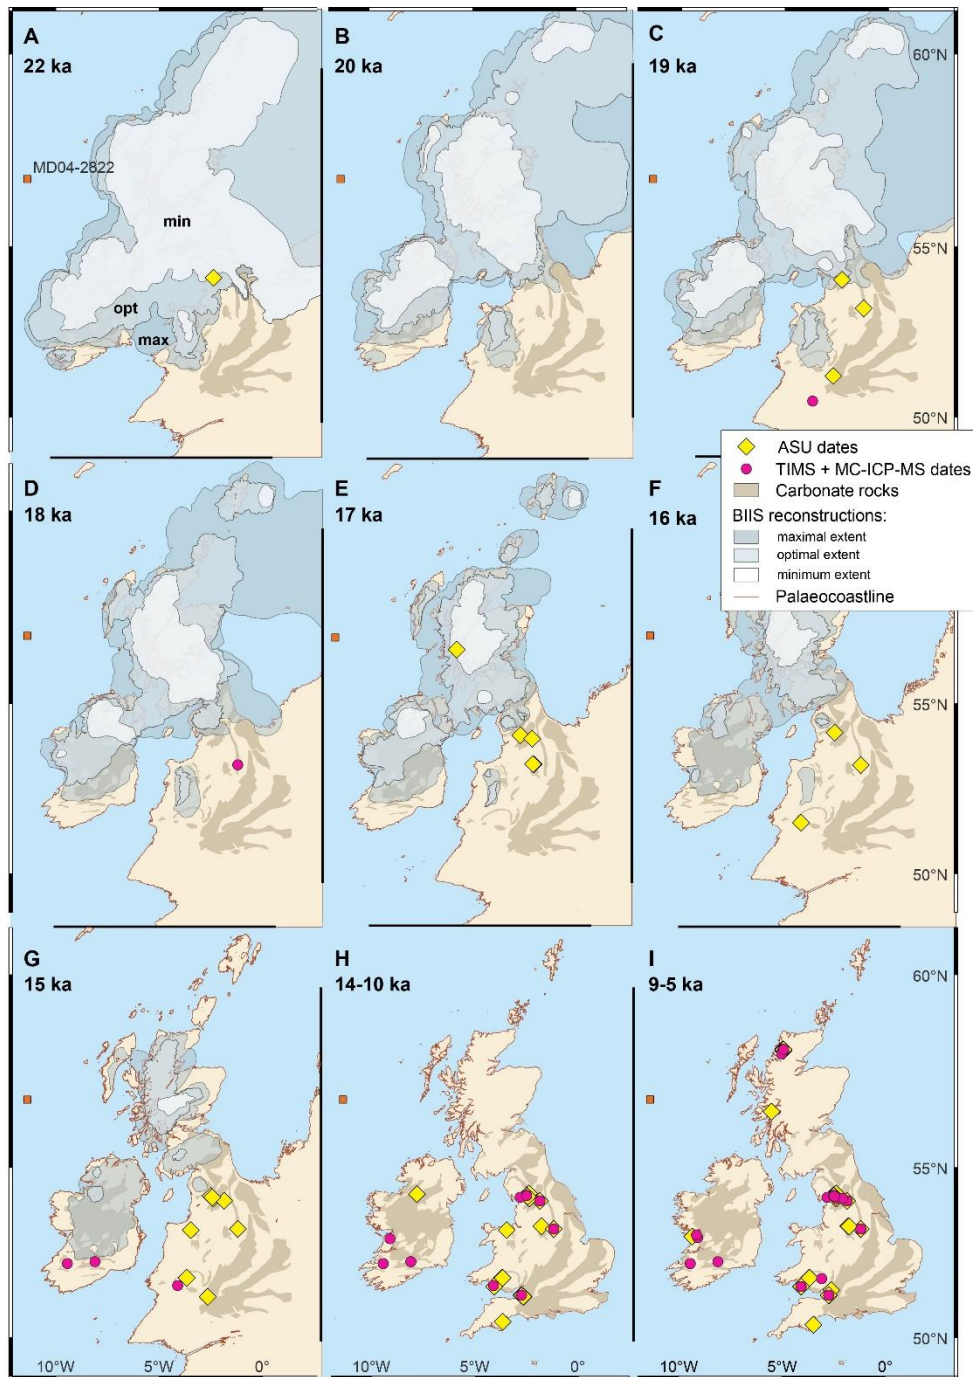 A
22 ka
MD04-2822
min
opt
max
B
20 ka
C
19 ka
60°N
55°N
50°N
ASU dates
TIMS + MC-ICP-MS dates
Carbonate rocks
BIIS reconstructions:
maximal extent
optimal extent
minimum extent
Palaeocoastline
D
18 ka
E
17 ka
F
16 ka
55°N
50°N
G
15 ka
H
14-10 ka
I
9-5 ka
60°N
55°N
50°N
10°W
5°W
0°
10°W
5°W
0°
10°W
5°W
0°